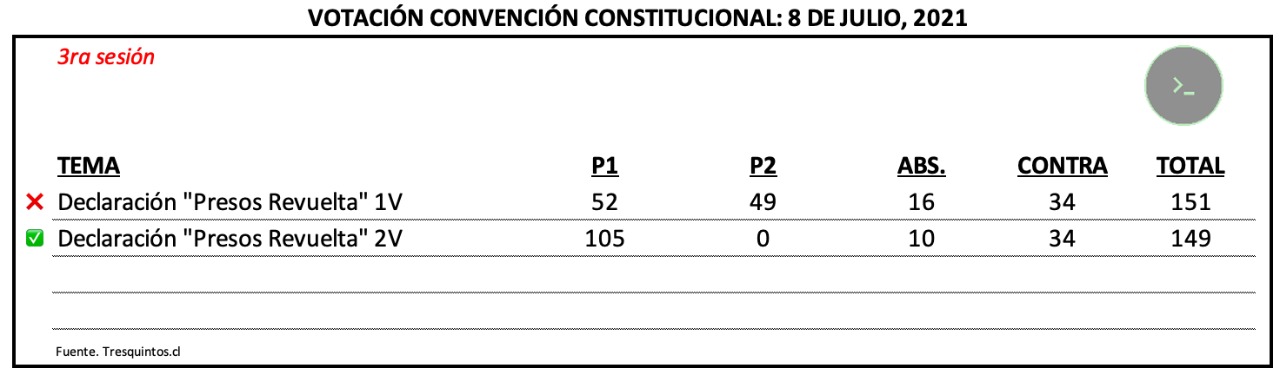 VOTACIÓN CONVENCIÓN CONSTITUCIONAL: 8 DE JULIO, 2021
3ra sesión
>_
TEMA P1 P2 ABS. CONTRA TOTAL
❌ Declaración "Presos Revuelta" 1V 52 49 16 34 151
✅ Declaración "Presos Revuelta" 2V 105 0 10 34 149
Fuente. Tresquintos.cl